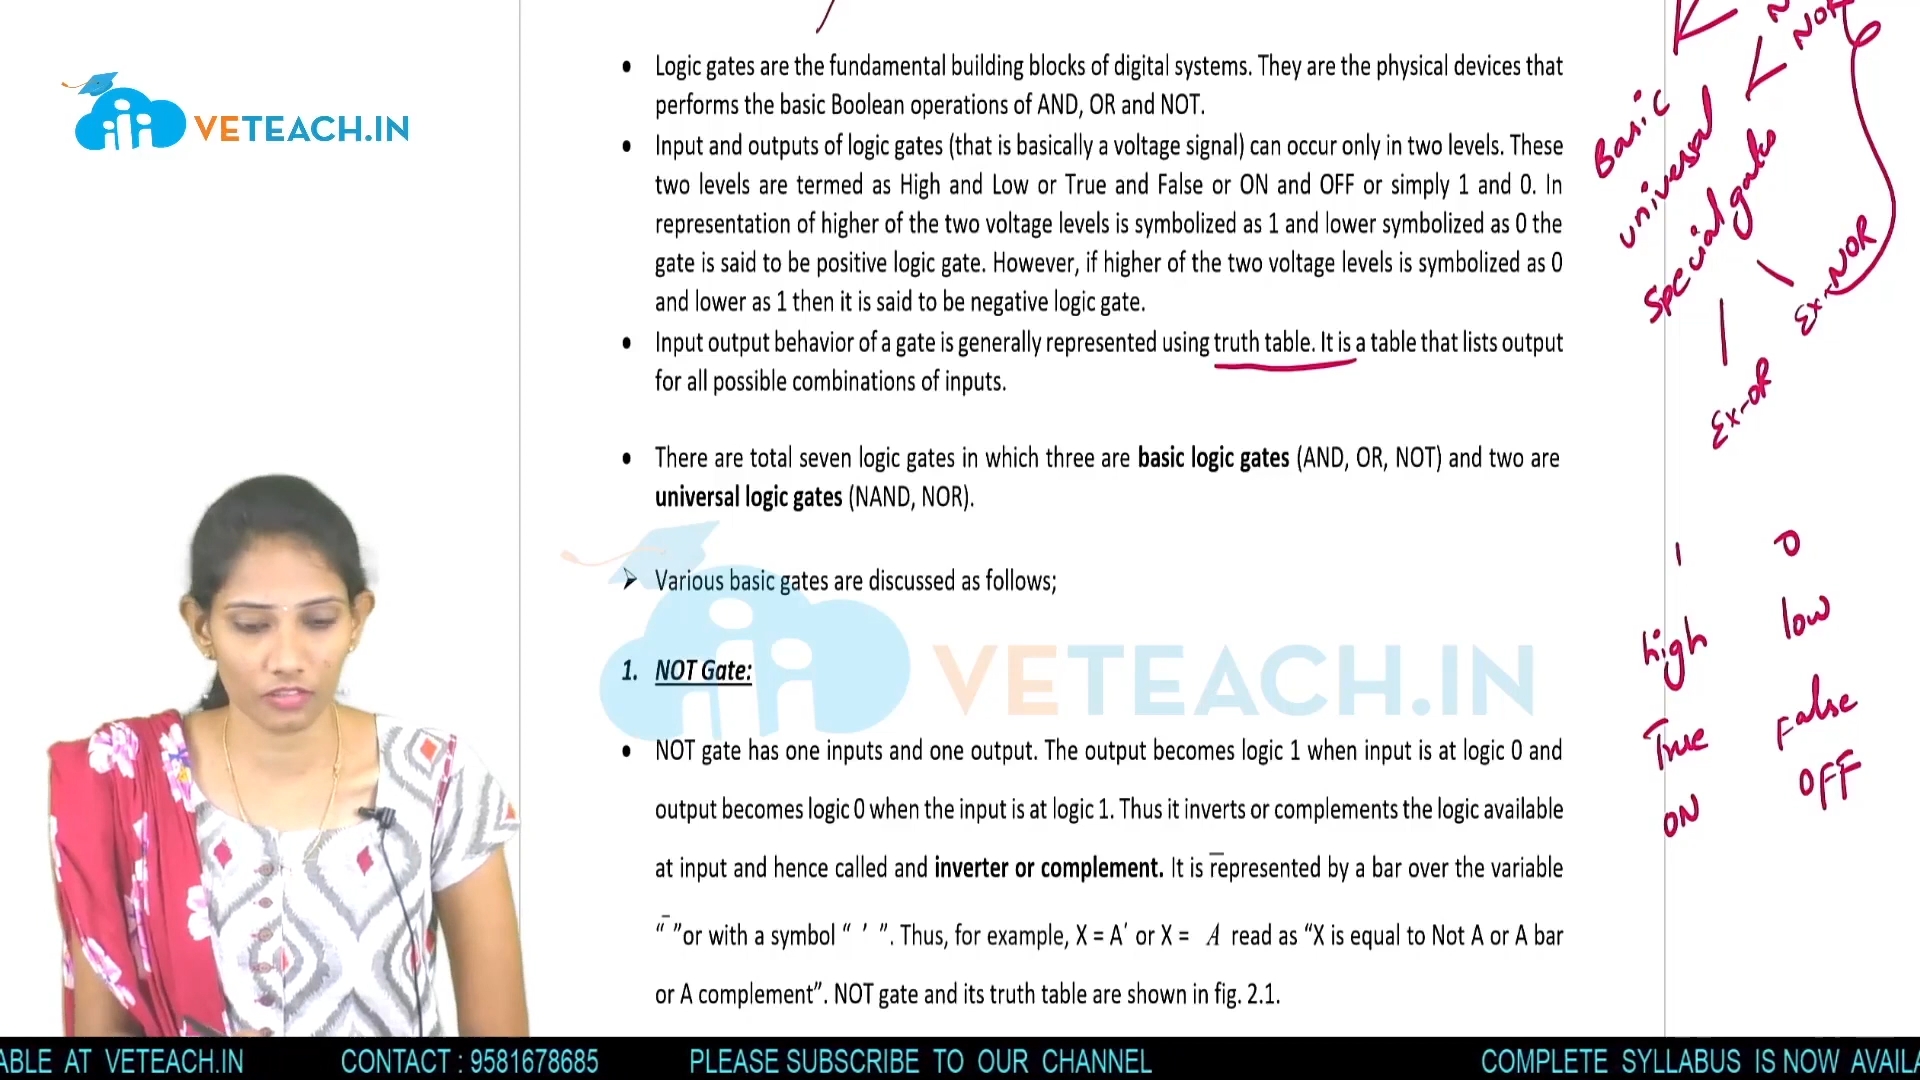 VETEACH.IN
• Logic gates are the fundamental building blocks of digital systems. They are the physical devices that
performs the basic Boolean operations of AND, OR and NOT.
• Input and outputs of logic gates (that is basically a voltage signal) can occur only in two levels. These
two levels are termed as High and Low or True and False or ON and OFF or simply 1 and 0. In
representation of higher of the two voltage levels is symbolized as 1 and lower symbolized as 0 the
gate is said to be positive logic gate. However, if higher of the two voltage levels is symbolized as 0
and lower as 1 then it is said to be negative logic gate.
• Input output behavior of a gate is generally represented using truth table. It is a table that lists output
for all possible combinations of inputs.
• There are total seven logic gates in which three are basic logic gates (AND, OR, NOT) and two are
universal logic gates (NAND, NOR).
➢ Various basic gates are discussed as follows;
VETEACH.IN
1. NOT Gate:
• NOT gate has one inputs and one output. The output becomes logic 1 when input is at logic 0 and
output becomes logic 0 when the input is at logic 1. Thus it inverts or complements the logic available
at input and hence called and inverter or complement. It is represented by a bar over the variable
“ ¯ ”or with a symbol “ ′ ”. Thus, for example, X = A′ or X = A read as “X is equal to Not A or A bar
or A complement”. NOT gate and its truth table are shown in fig. 2.1.
NOR
Basic
universal
Special gates
Ex-NOR
Ex-OR
1 0
high low
True False
ON OFF
ABLE AT VETEACH.IN CONTACT : 9581678685 PLEASE SUBSCRIBE TO OUR CHANNEL COMPLETE SYLLABUS IS NOW AVAILA